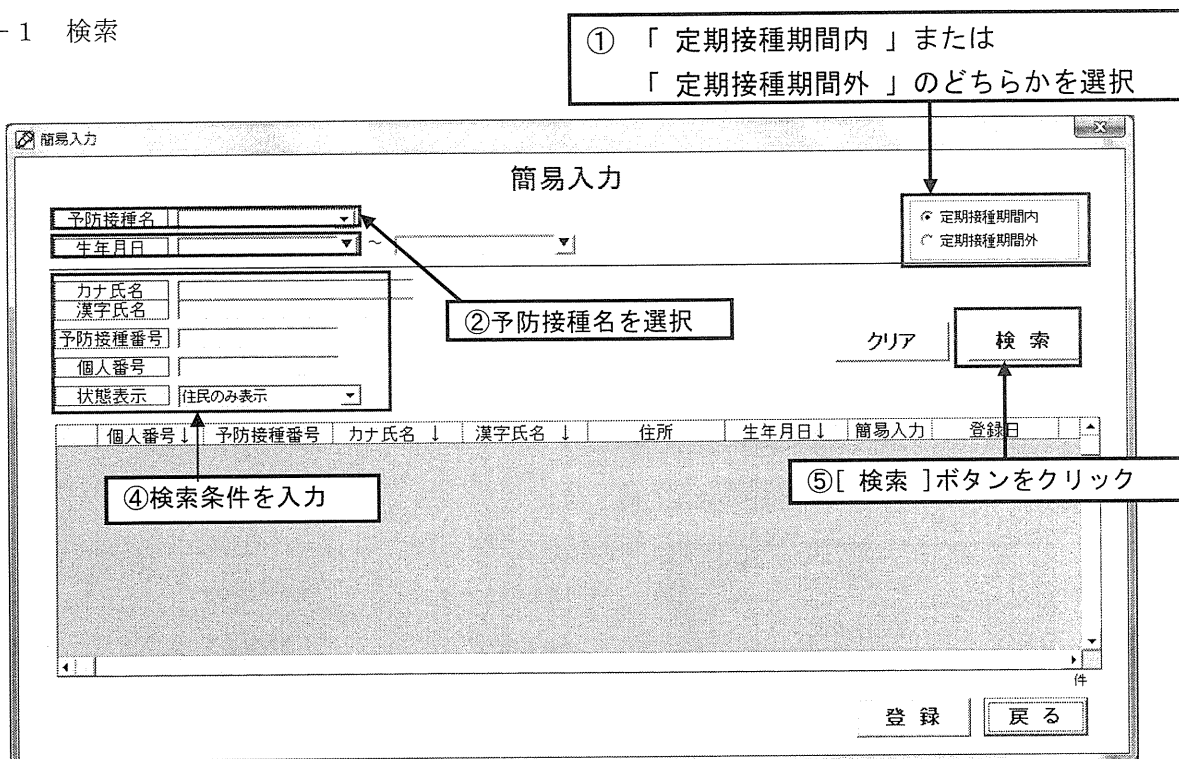 -1 検索
① 「 定期接種期間内 」または
「 定期接種期間外 」のどちらかを選択
簡易入力
簡易入力
予防接種名
定期接種期間内
生年月日 ~
定期接種期間外
カナ氏名
漢字氏名
②予防接種名を選択
予防接種番号
クリア 検 索
個人番号
状態表示 住民のみ表示
個人番号↓ 予防接種番号 カナ氏名 ↓ 漢字氏名 ↓ 住所 生年月日↓ 簡易入力 登録日
④検索条件を入力
⑤[ 検索 ]ボタンをクリック
件
登 録 戻 る